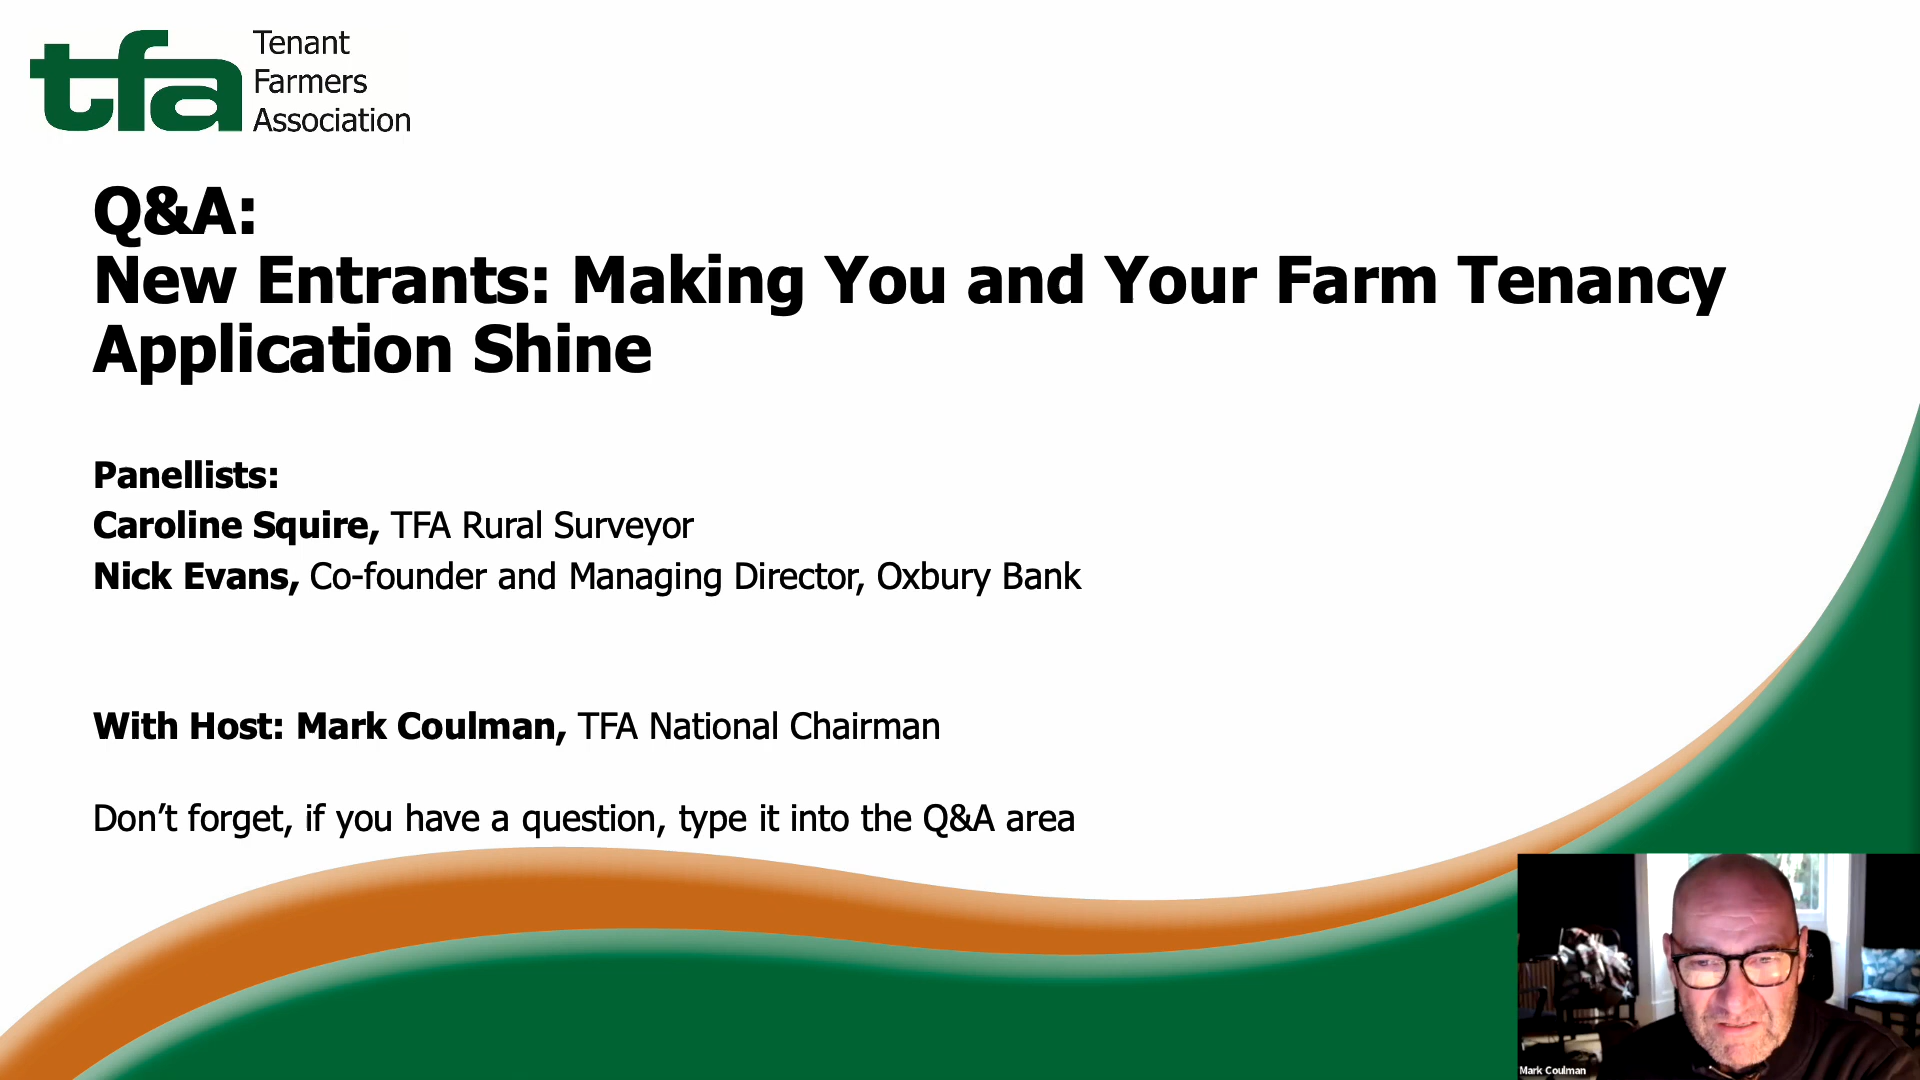 tfa
Tenant
Farmers
Association
Q&A:
New Entrants: Making You and Your Farm Tenancy
Application Shine
Panellists:
Caroline Squire, TFA Rural Surveyor
Nick Evans, Co-founder and Managing Director, Oxbury Bank
With Host: Mark Coulman, TFA National Chairman
Don’t forget, if you have a question, type it into the Q&A area
Mark Coulman